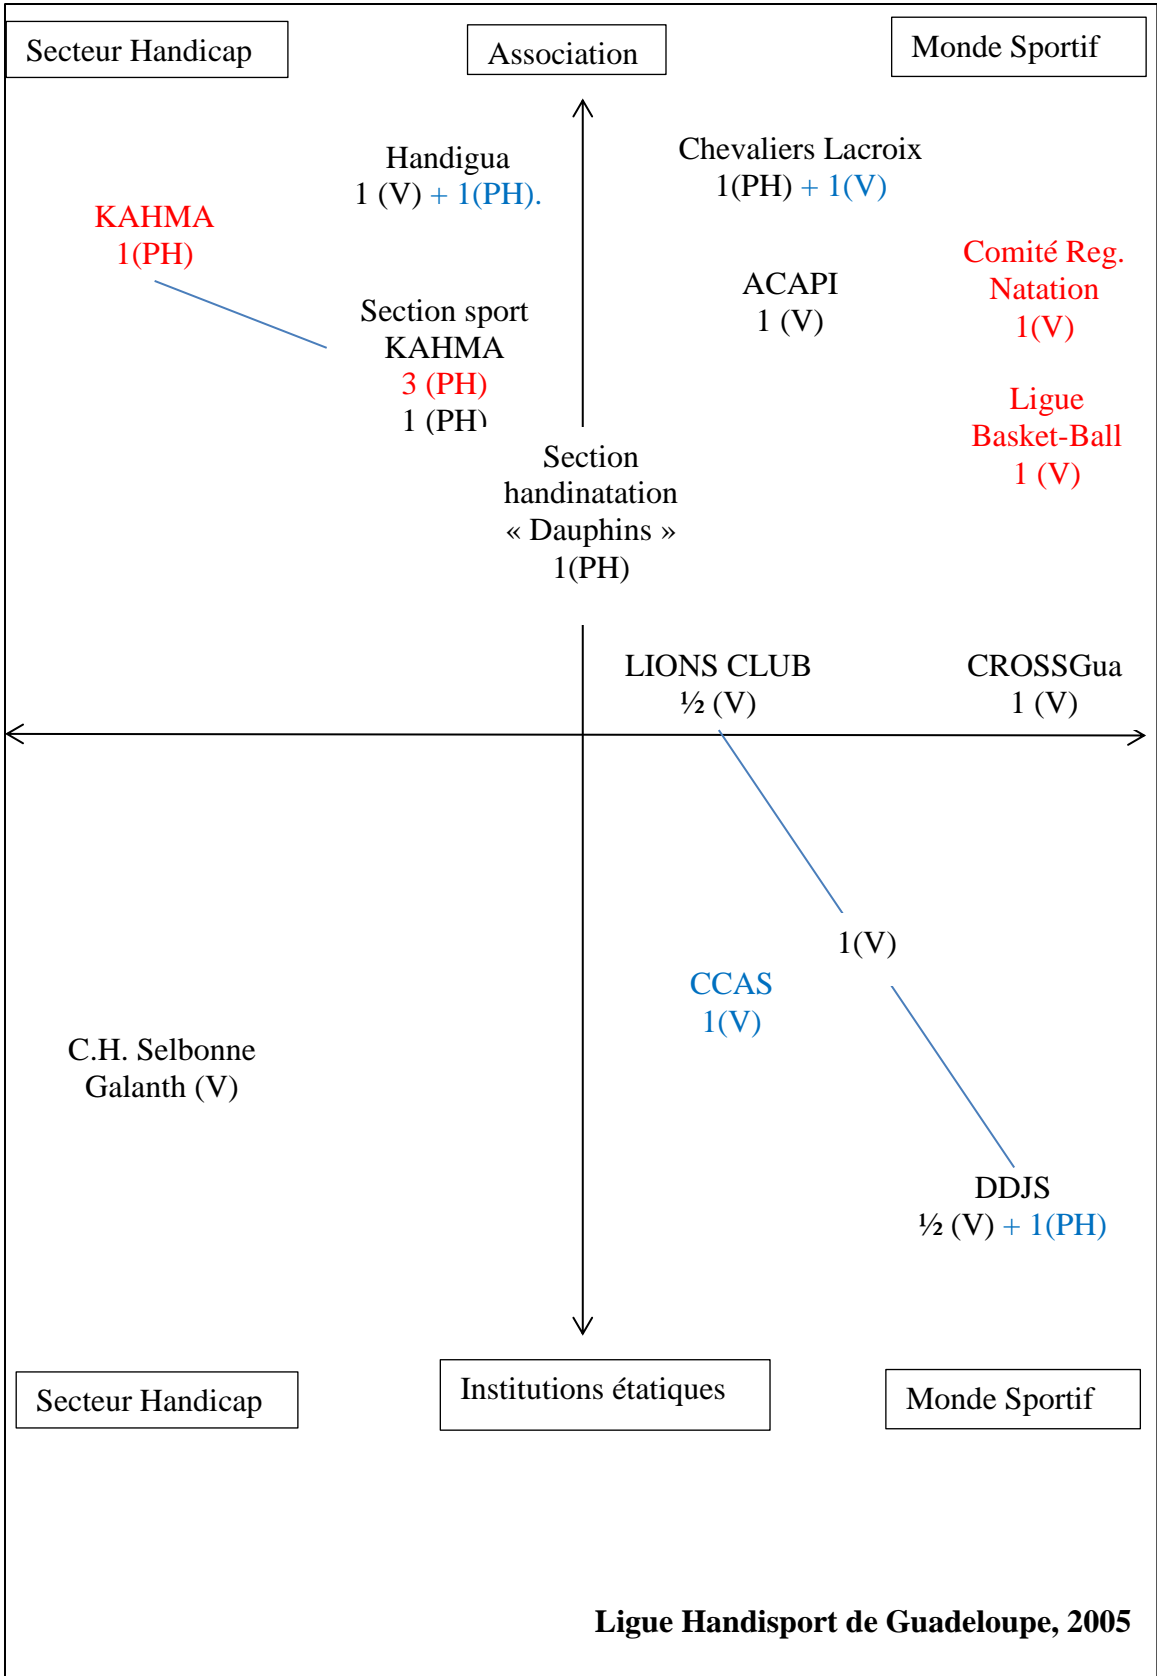 Secteur Handicap
Association
Monde Sportif
Handigua
1 (V) + 1(PH).
Chevaliers Lacroix
1(PH) + 1(V)
KAHMA
1(PH)
Comité Reg.
Natation
1(V)
ACAPI
1 (V)
Section sport
KAHMA
3 (PH)
1 (PH)
Ligue
Basket-Ball
1 (V)
Section
handinatation
« Dauphins »
1(PH)
LIONS CLUB
½ (V)
CROSSGua
1 (V)
1(V)
CCAS
1(V)
C.H. Selbonne
Galanth (V)
DDJS
½ (V) + 1(PH)
Secteur Handicap
Institutions étatiques
Monde Sportif
Ligue Handisport de Guadeloupe, 2005